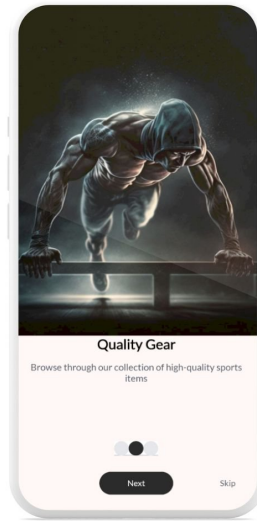 Quality Gear
Browse through our collection of high-quality sports
items
Next
Skip